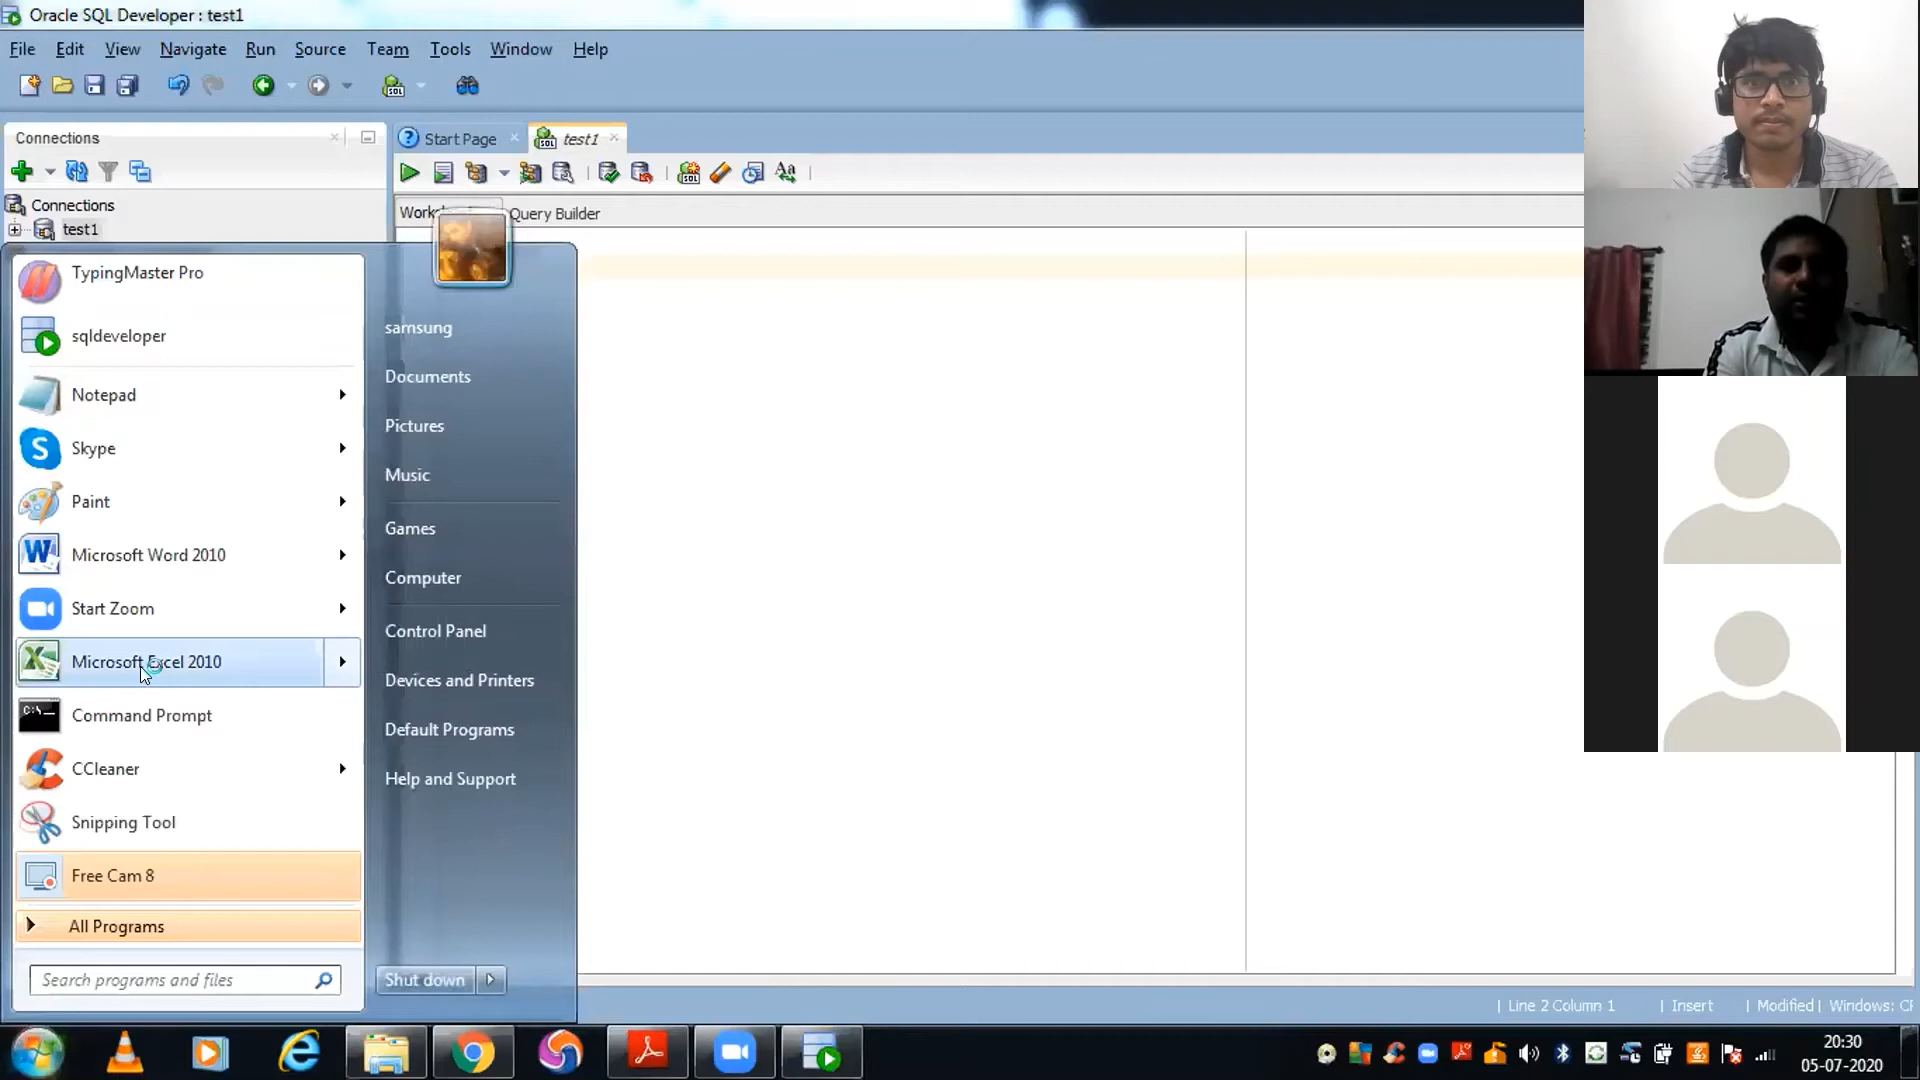 Oracle SQL Developer : test1
File Edit View Navigate Run Source Team Tools Window Help
Connections
Start Page
test1
Connections
Query Builder
test1
TypingMaster Pro
sqldeveloper
Notepad
Skype
Paint
Microsoft Word 2010
Start Zoom
Microsoft Excel 2010
Command Prompt
CCleaner
Snipping Tool
Free Cam 8
All Programs
Search programs and files
samsung
Documents
Pictures
Music
Games
Computer
Control Panel
Devices and Printers
Default Programs
Help and Support
Shut down
Line 2 Column 1 | Insert | Modified | Windows:
20:30
05-07-2020